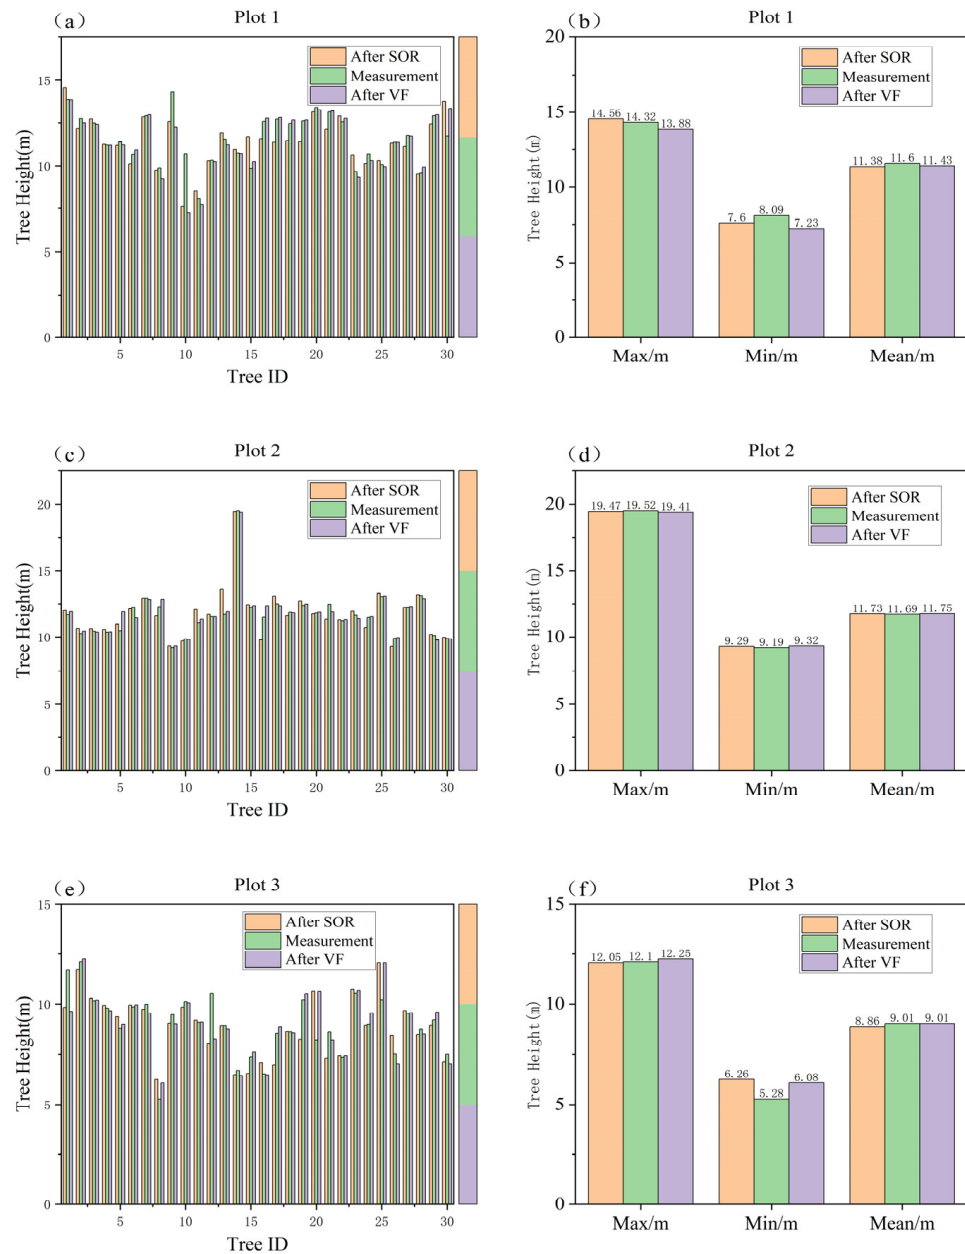 (a) Plot 1
After SOR
Measurement
After VF
Tree Height(m)
15
10
5
0
5 10 15 20 25 30
Tree ID
(b) Plot 1
After SOR
Measurement
After VF
Tree Height(m)
20
15
10
5
0
14.56 14.32 13.88
7.6 8.09 7.23
11.38 11.6 11.43
Max/m Min/m Mean/m
(c) Plot 2
After SOR
Measurement
After VF
Tree Height(m)
20
15
10
5
0
5 10 15 20 25 30
Tree ID
(d) Plot 2
After SOR
Measurement
After VF
Tree Height(m)
20
15
10
5
0
19.47 19.52 19.41
9.29 9.19 9.32
11.73 11.69 11.75
Max/m Min/m Mean/m
(e) Plot 3
After SOR
Measurement
After VF
Tree Height(m)
15
10
5
0
5 10 15 20 25 30
Tree ID
(f) Plot 3
After SOR
Measurement
After VF
Tree Height(m)
15
10
5
0
12.05 12.1 12.25
6.26 5.28 6.08
8.86 9.01 9.01
Max/m Min/m Mean/m